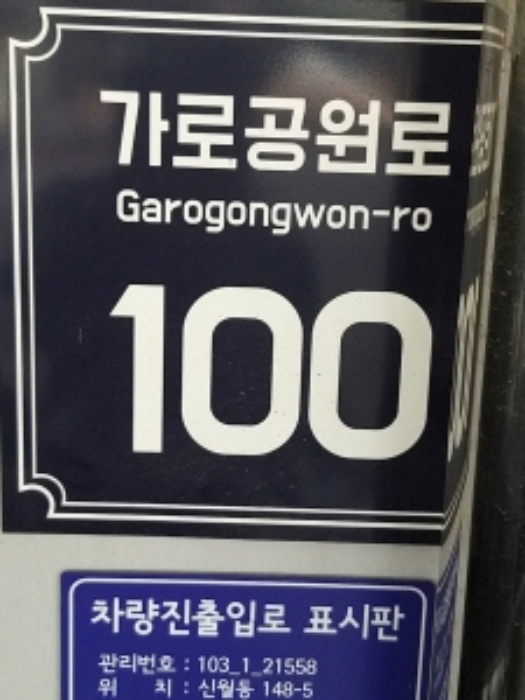 가로공원로
Garogongwon-ro
100
차량진출입로 표시판
관리번호 : 103_1_21558
위 치 : 신월동 148-5